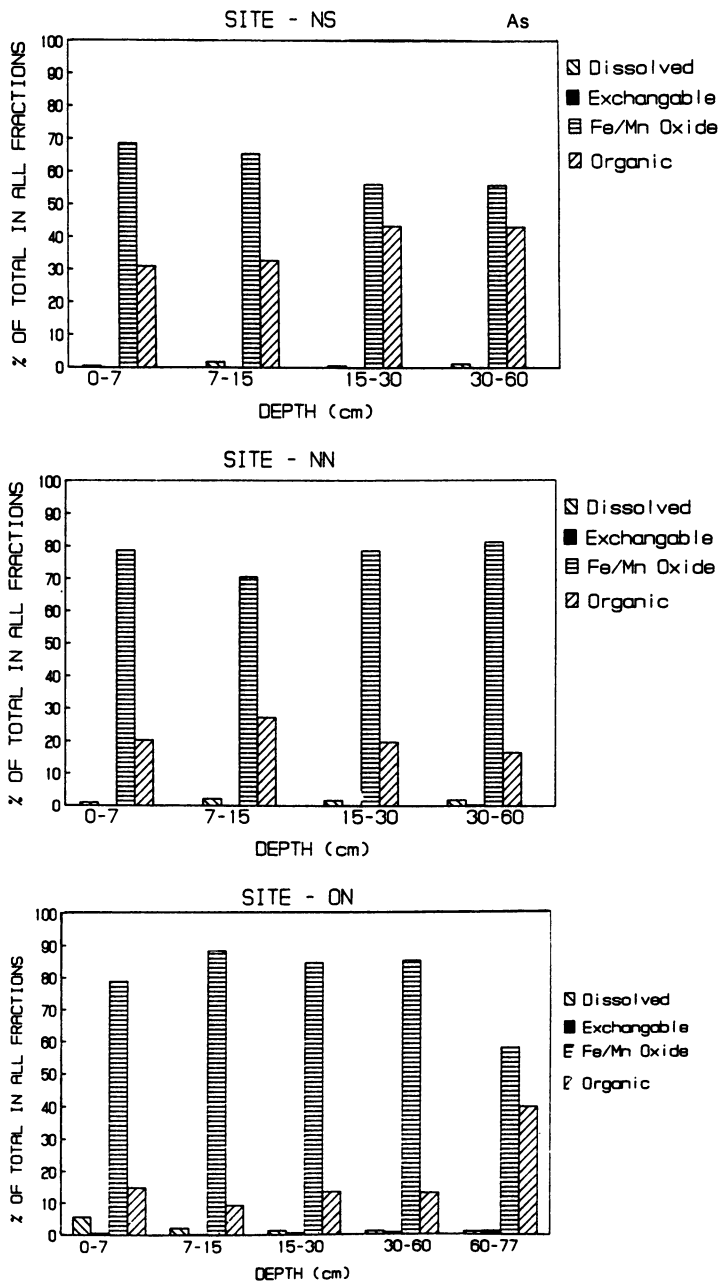 SITE - NS
As
% OF TOTAL IN ALL FRACTIONS
100
90
80
70
60
50
40
30
20
10
0
0-7
7-15
15-30
30-60
DEPTH (cm)
Dissolved
Exchangable
Fe/Mn Oxide
Organic
SITE - NN
% OF TOTAL IN ALL FRACTIONS
100
90
80
70
60
50
40
30
20
10
0
0-7
7-15
15-30
30-60
DEPTH (cm)
Dissolved
Exchangable
Fe/Mn Oxide
Organic
SITE - ON
% OF TOTAL IN ALL FRACTIONS
100
90
80
70
60
50
40
30
20
10
0
0-7
7-15
15-30
30-60
60-77
DEPTH (cm)
Dissolved
Exchangable
Fe/Mn Oxide
Organic